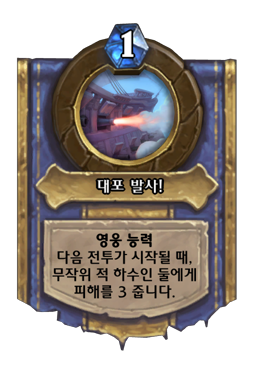 1
대포 발사!
영웅 능력
다음 전투가 시작될 때,
무작위 적 하수인 둘에게
피해를 3 줍니다.